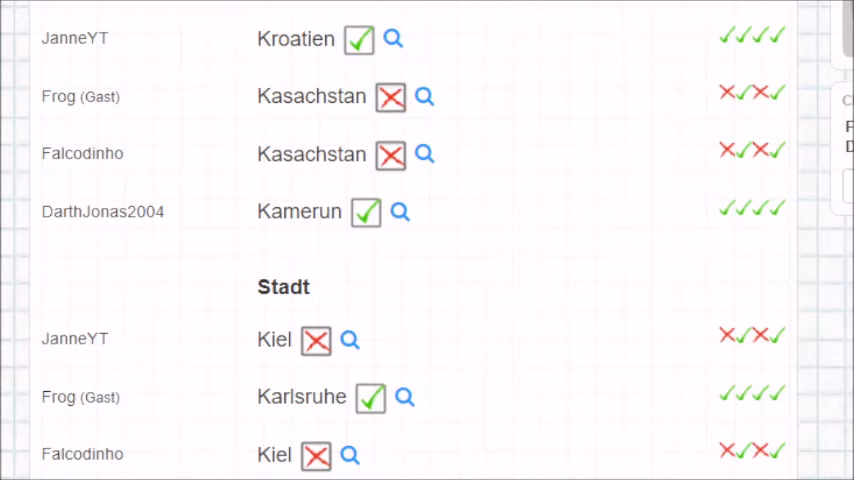 JanneYT Kroatien
Frog (Gast) Kasachstan
Falcodinho Kasachstan
DarthJonas2004 Kamerun
Stadt
JanneYT Kiel
Frog (Gast) Karlsruhe
Falcodinho Kiel